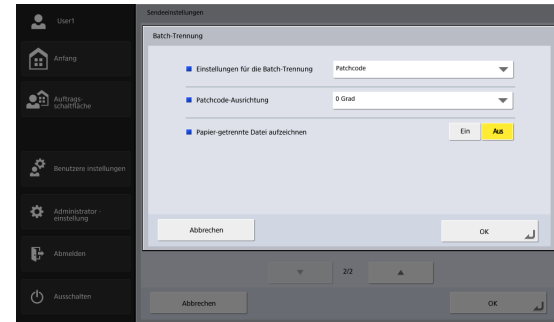 User1
Anfang
Auftrags-
schaltfläche
Benutzere instellungen
Administrator -
einstellung
Abmelden
Ausschalten
Sendeeinstellungen
Batch-Trennung
Einstellungen für die Batch-Trennung
Patchcode
Patchcode-Ausrichtung
0 Grad
Papier-getrennte Datei aufzeichnen
Ein
Aus
Abbrechen
OK
2/2
Abbrechen
OK